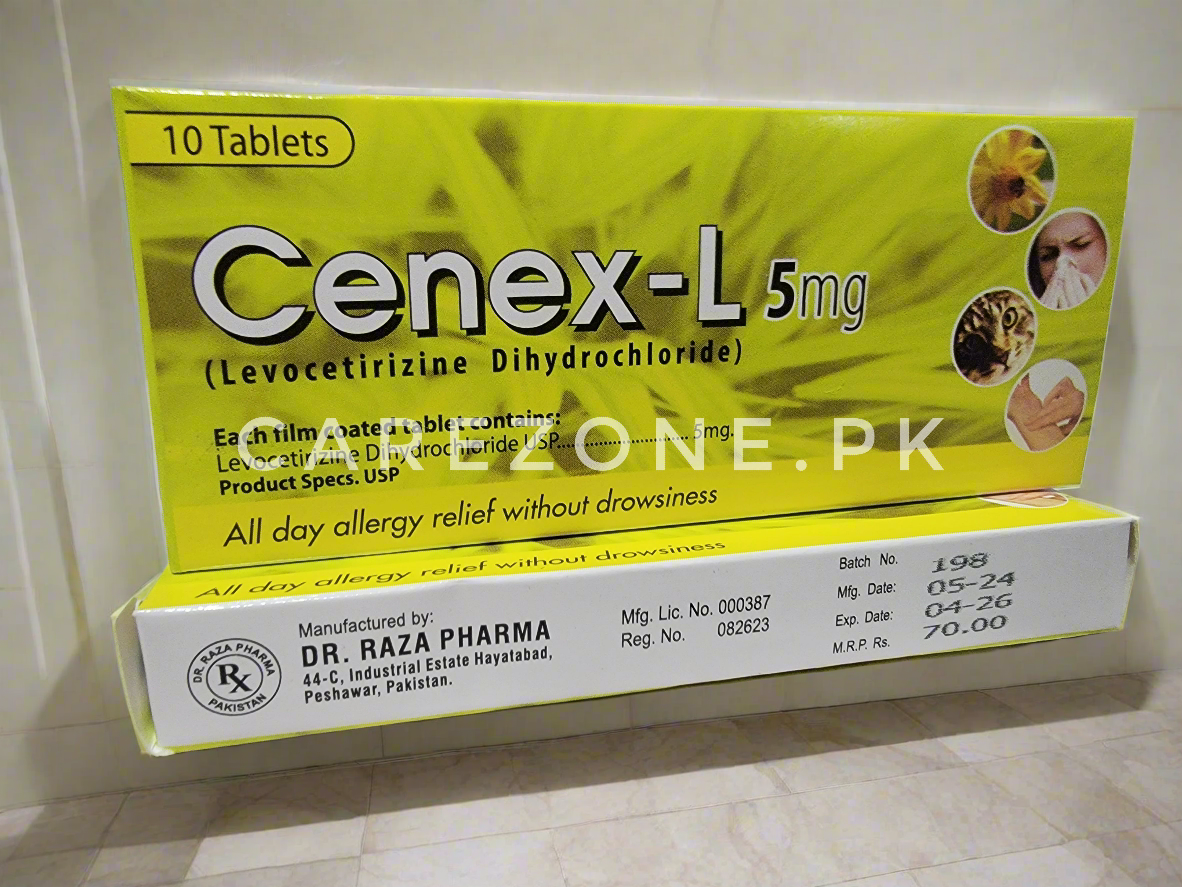 10 Tablets
Cenex-L 5mg
(Levocetirizine Dihydrochloride)
Each film coated tablet contains:
Levocetirizine Dihydrochloride USP............................ 5mg.
Product Specs. USP
CAREZONE.PK
All day allergy relief without drowsiness
All day allergy relief without drowsiness
DR. RAZA PHARMA
Rx
PAKISTAN
Manufactured by:
DR. RAZA PHARMA
44-C, Industrial Estate Hayatabad,
Peshawar, Pakistan.
Mfg. Lic. No. 000387
Reg. No. 082623
Batch No. 198
Mfg. Date: 05-24
Exp. Date: 04-26
M.R.P. Rs. 70.00